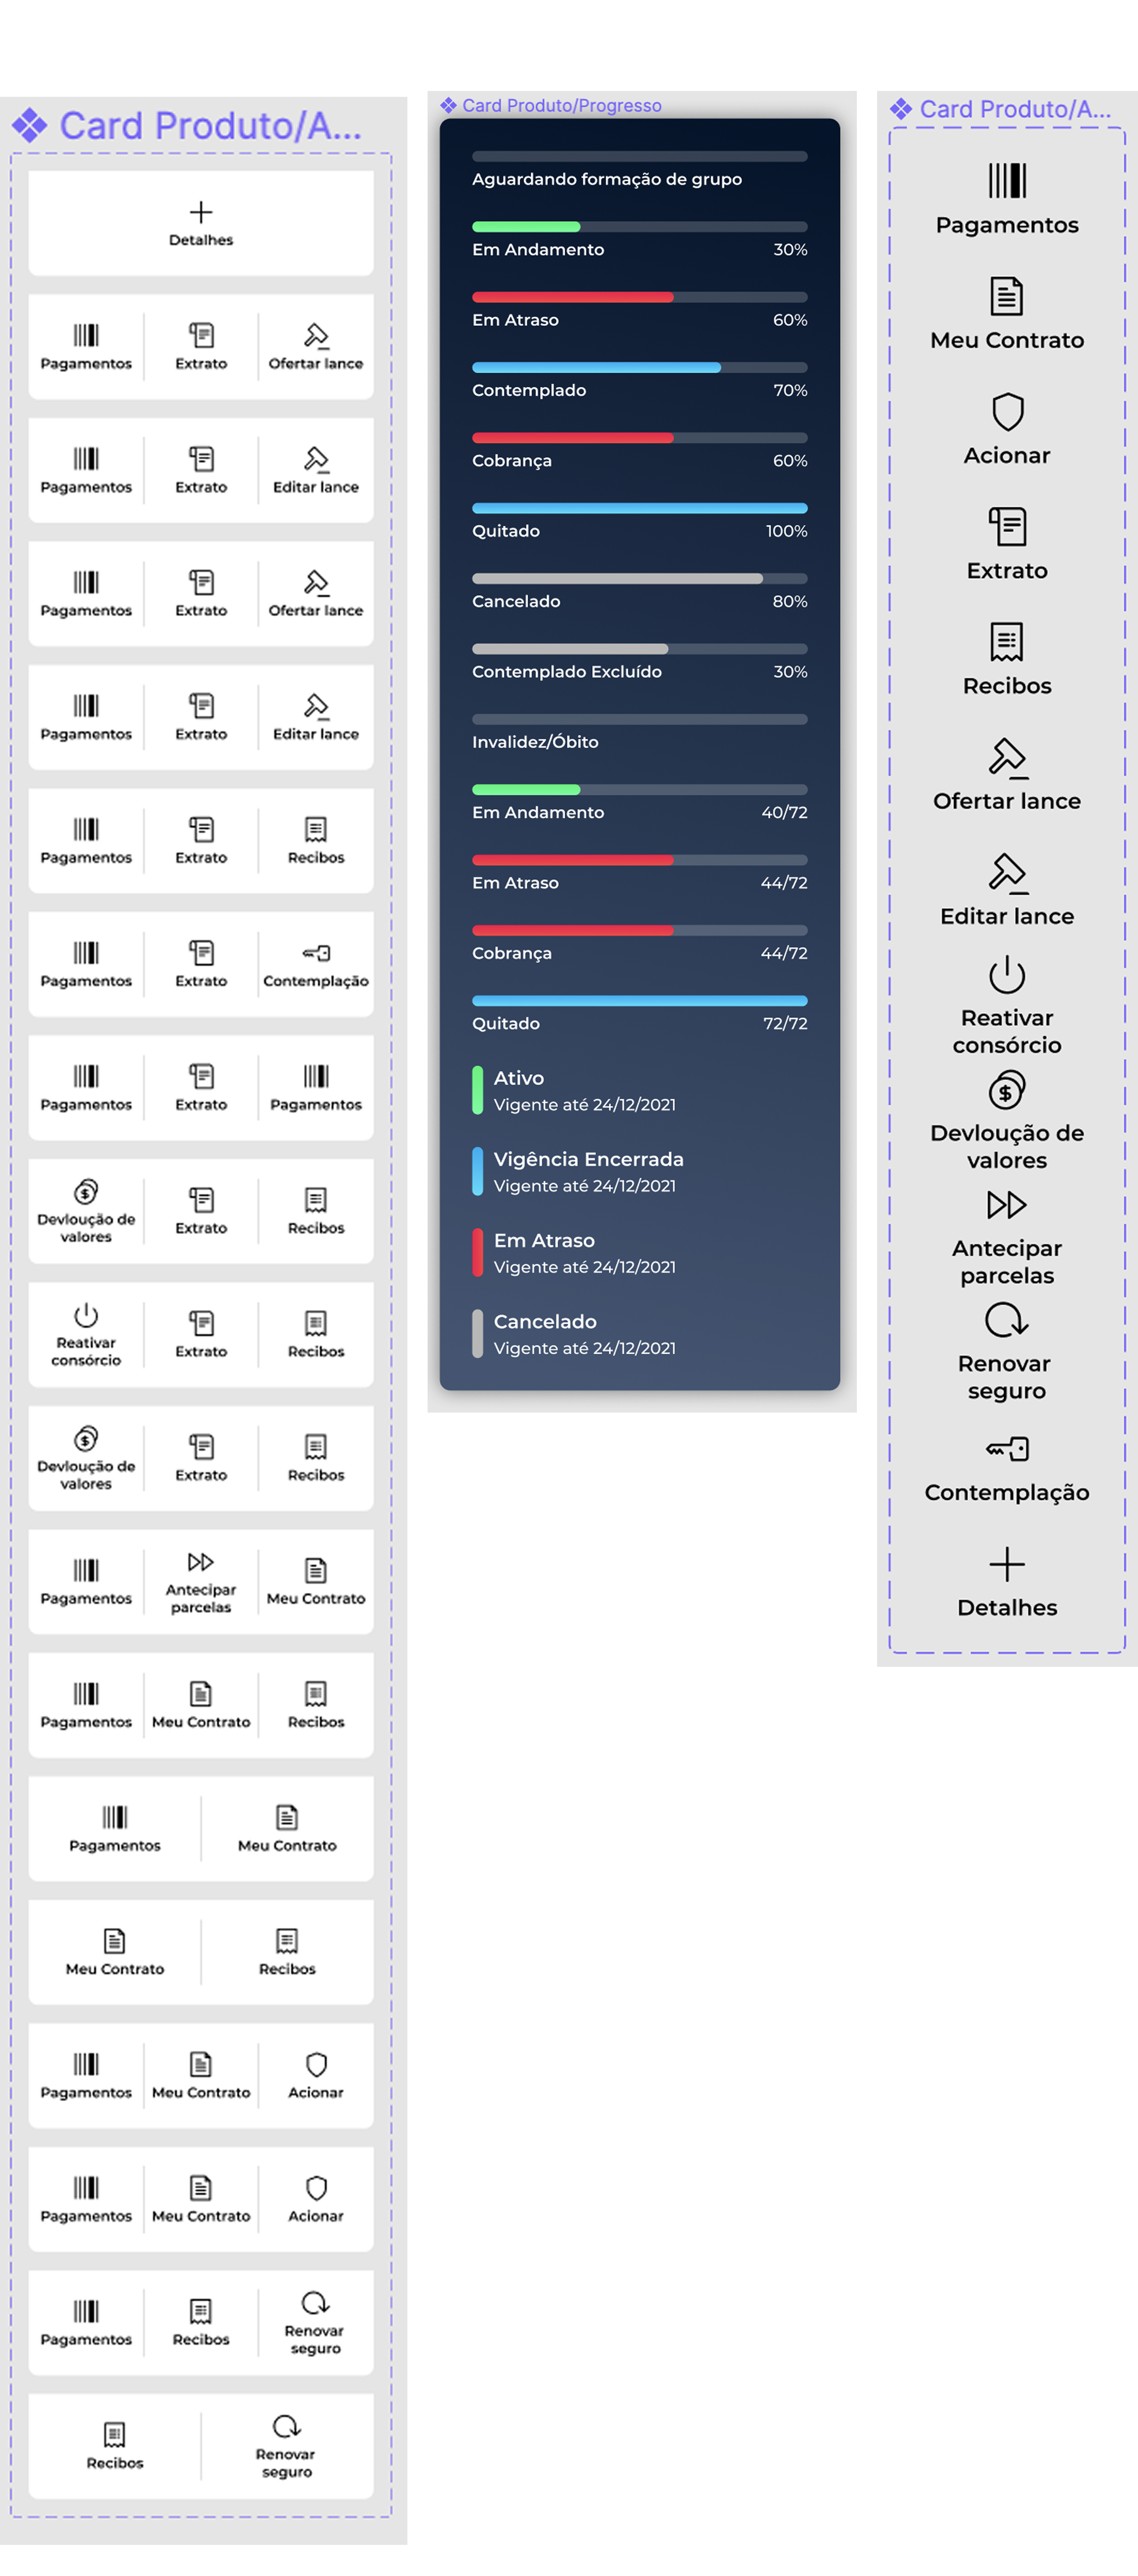 Card Produto/A...
Detalhes
Pagamentos Extrato Ofertar lance
Pagamentos Extrato Editar lance
Pagamentos Extrato Ofertar lance
Pagamentos Extrato Editar lance
Pagamentos Extrato Recibos
Pagamentos Extrato Contemplação
Pagamentos Extrato Pagamentos
Devloução de
valores
Extrato
Recibos
Reativar
consórcio
Extrato
Recibos
Devloução de
valores
Extrato
Recibos
Pagamentos
Antecipar
parcelas
Meu Contrato
Pagamentos Meu Contrato Recibos
Pagamentos Meu Contrato
Meu Contrato Recibos
Pagamentos Meu Contrato Acionar
Pagamentos Meu Contrato Acionar
Pagamentos
Recibos
Renovar
seguro
Recibos
Renovar
seguro
Card Produto/Progresso
Aguardando formação de grupo
Em Andamento 30%
Em Atraso 60%
Contemplado 70%
Cobrança 60%
Quitado 100%
Cancelado 80%
Contemplado Excluído 30%
Invalidez/Óbito
Em Andamento 40/72
Em Atraso 44/72
Cobrança 44/72
Quitado 72/72
Ativo
Vigente até 24/12/2021
Vigência Encerrada
Vigente até 24/12/2021
Em Atraso
Vigente até 24/12/2021
Cancelado
Vigente até 24/12/2021
Card Produto/A...
Pagamentos
Meu Contrato
Acionar
Extrato
Recibos
Ofertar lance
Editar lance
Reativar
consórcio
Devloução de
valores
Antecipar
parcelas
Renovar
seguro
Contemplação
Detalhes